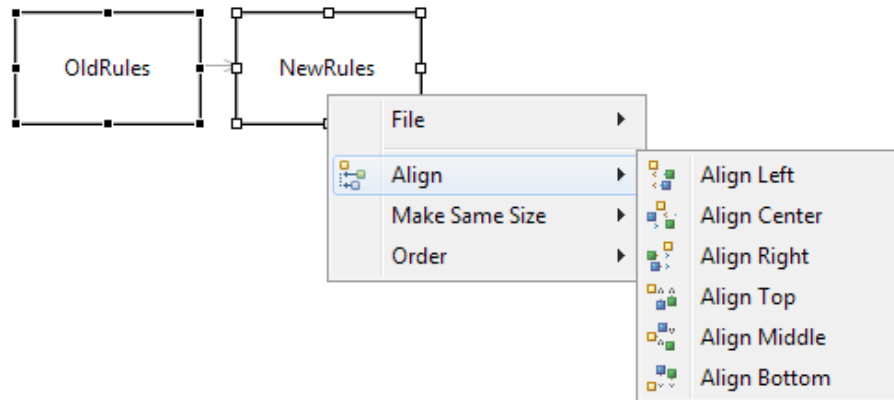 OldRules
NewRules
File
Align
Make Same Size
Order
Align Left
Align Center
Align Right
Align Top
Align Middle
Align Bottom